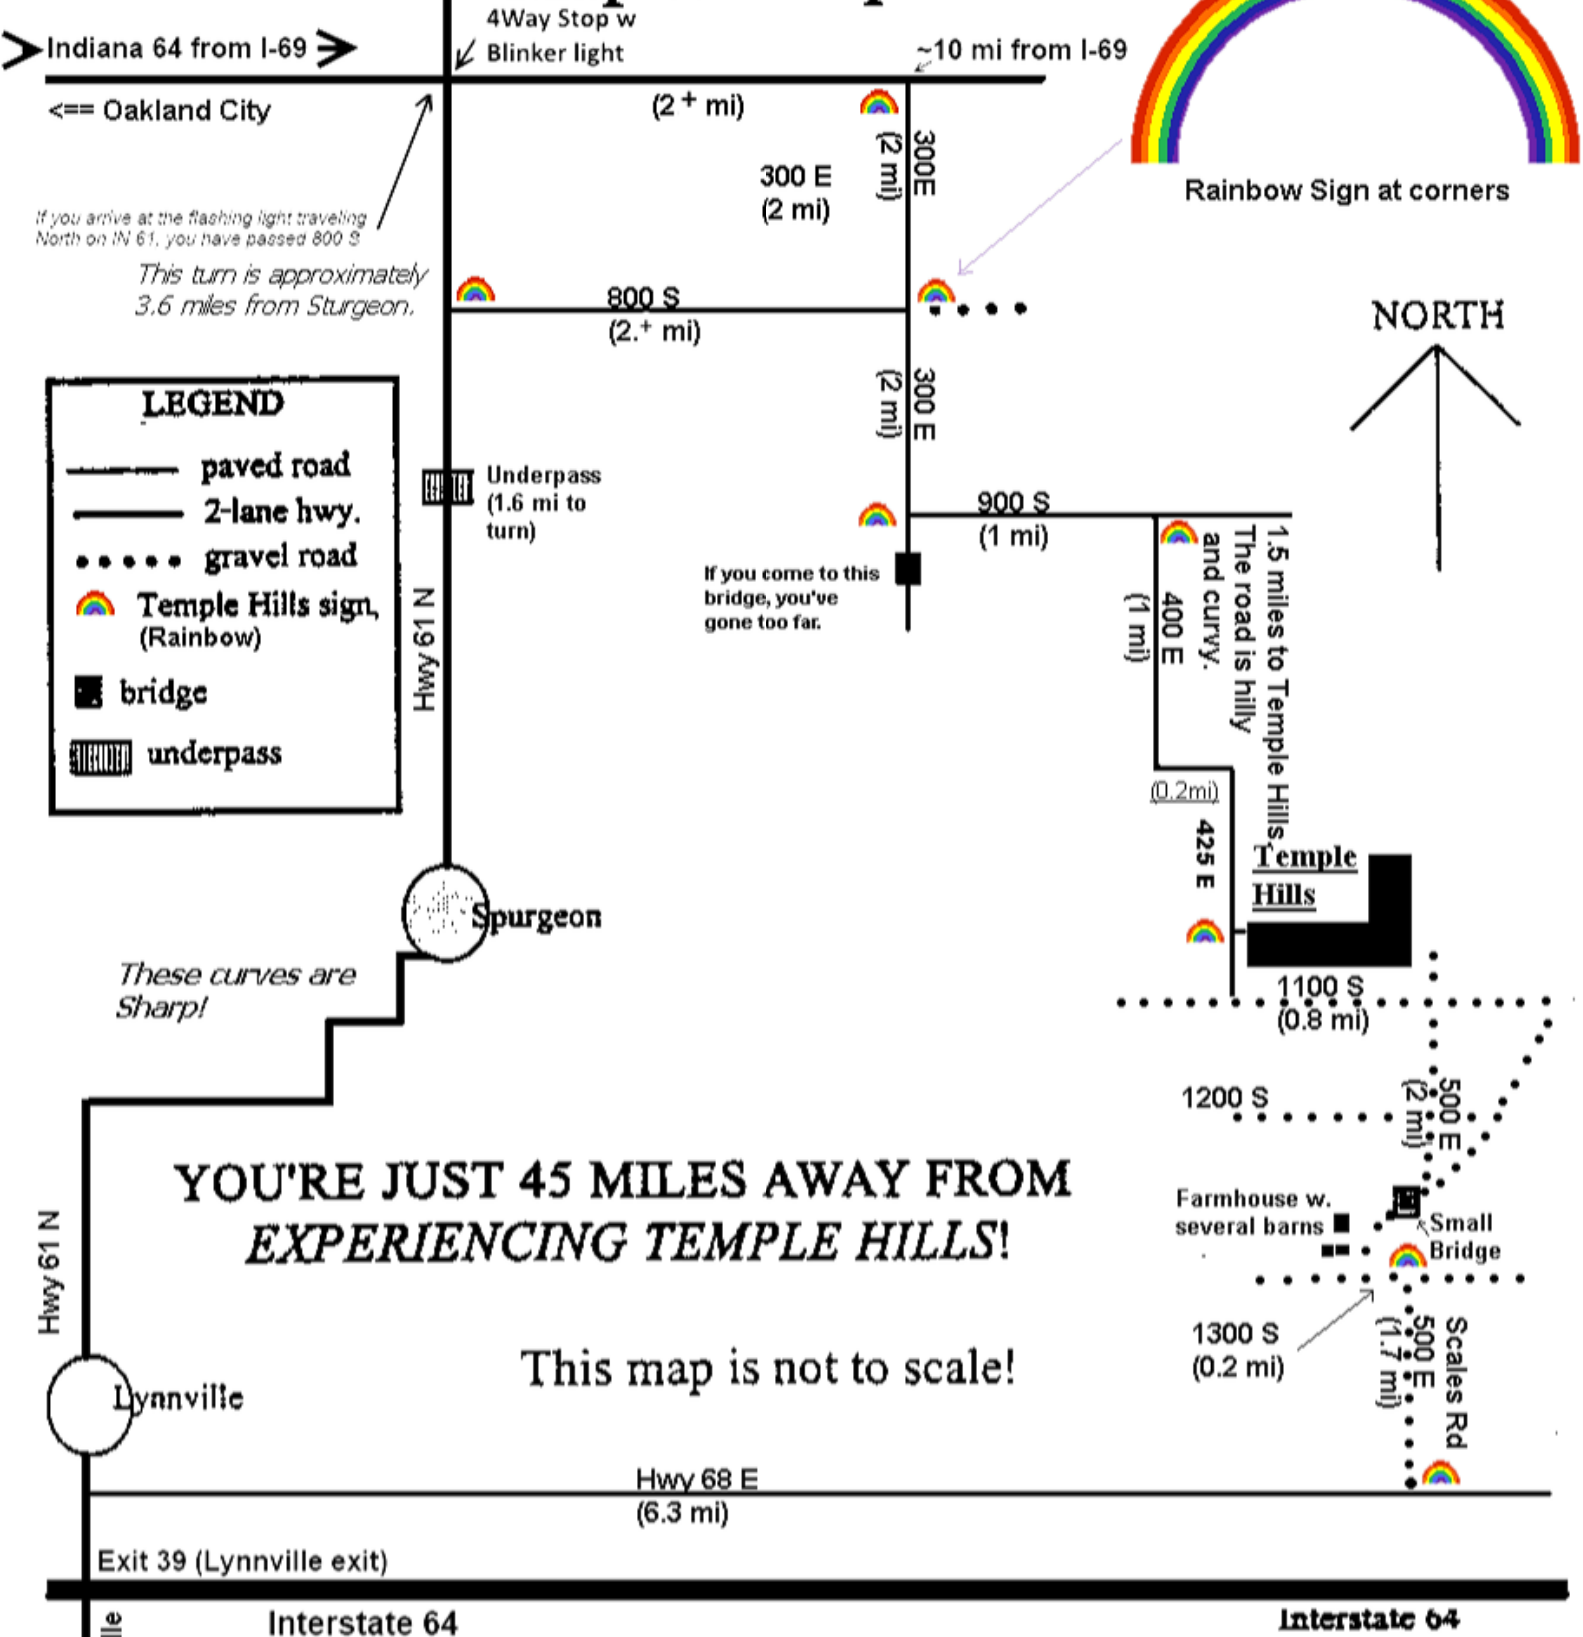 4Way Stop w
Blinker light
Indiana 64 from I-69
~10 mi from I-69
<== Oakland City
(2+ mi)
300E
(2 mi)
300 E
(2 mi)
Rainbow Sign at corners
If you arrive at the flashing light traveling
North on IN 61, you have passed 800 S
This turn is approximately
3.6 miles from Sturgeon.
800 S
(2.+ mi)
NORTH
300 E
(2 mi)
LEGEND
paved road
2-lane hwy.
gravel road
Temple Hills sign,
(Rainbow)
bridge
underpass
Underpass
(1.6 mi to
turn)
Hwy 61 N
900 S
(1 mi)
If you come to this
bridge, you've
gone too far.
1.5 miles to Temple Hills.
The road is hilly
and curvy.
400 E
(1 mi)
(0.2mi)
425 E
Temple
Hills
Spurgeon
These curves are
Sharp!
1100 S
(0.8 mi)
1200 S
500 E
(2 mi)
YOU'RE JUST 45 MILES AWAY FROM
EXPERIENCING TEMPLE HILLS!
Farmhouse w.
several barns
Small
Bridge
Hwy 61 N
1300 S
(0.2 mi)
Scales Rd
500 E
(1.7 mi)
This map is not to scale!
Lynnville
Hwy 68 E
(6.3 mi)
Exit 39 (Lynnville exit)
Interstate 64
Interstate 64